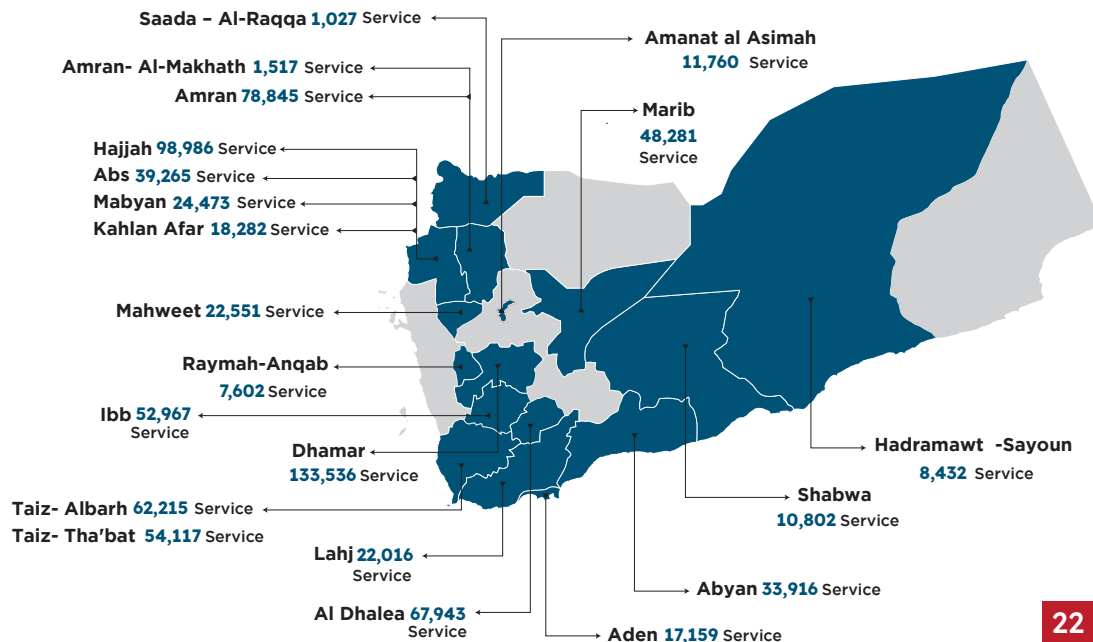 Saada – Al-Raqqa 1,027 Service
Amran- Al-Makhath 1,517 Service
Amran 78,845 Service
Hajjah 98,986 Service
Abs 39,265 Service
Mabyan 24,473 Service
Kahlan Afar 18,282 Service
Mahweet 22,551 Service
Raymah-Anqab
7,602 Service
Ibb 52,967
Service
Dhamar
133,536 Service
Taiz- Albarh 62,215 Service
Taiz- Tha'bat 54,117 Service
Lahj 22,016
Service
Al Dhalea 67,943
Service
Amanat al Asimah
11,760 Service
Marib
48,281
Service
Hadramawt -Sayoun
8,432 Service
Shabwa
10,802 Service
Abyan 33,916 Service
Aden 17,159 Service
22